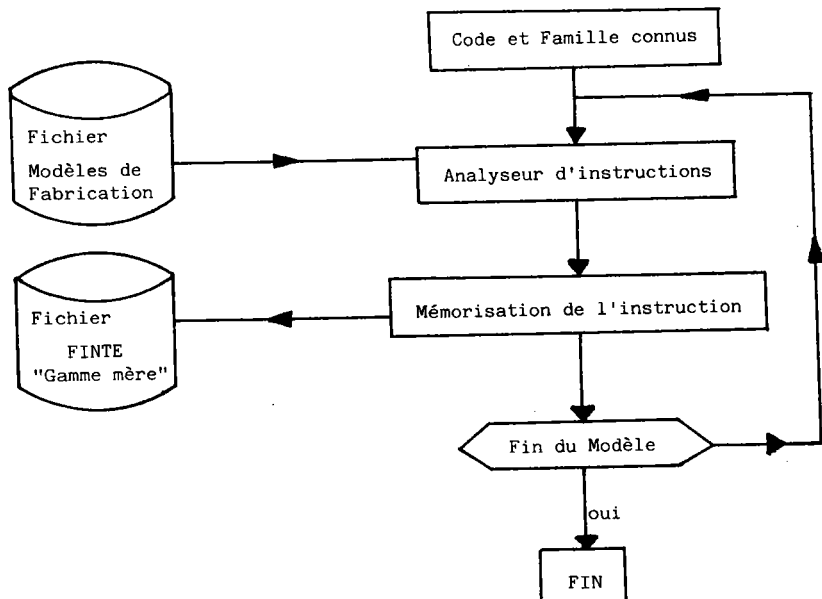 Code et Famille connus
Fichier
Modèles de
Fabrication
Analyseur d'instructions
Fichier
FINTE
"Gamme mère"
Mémorisation de l'instruction
Fin du Modèle
oui
FIN